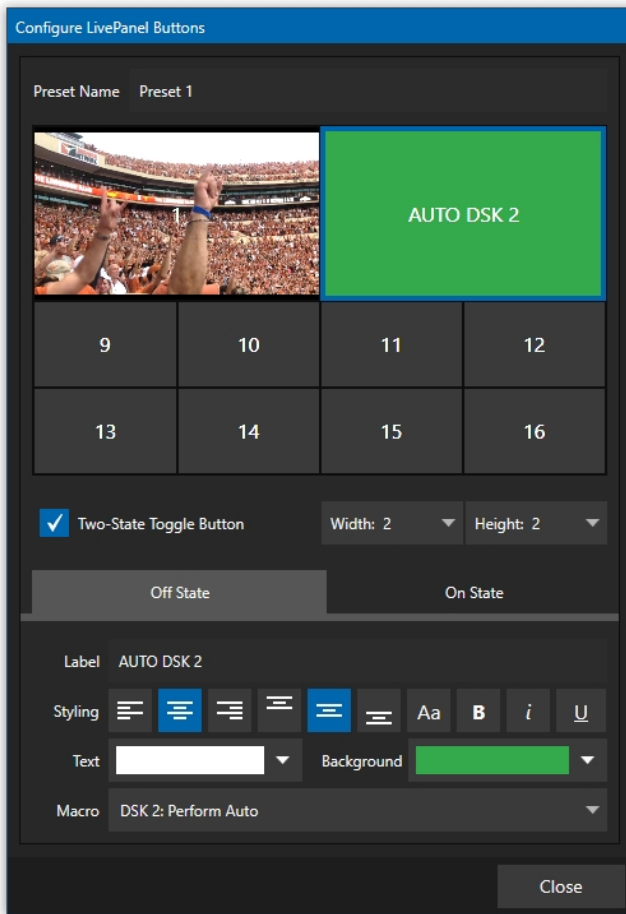 Configure LivePanel Buttons
Preset Name Preset 1
1 AUTO DSK 2
9 10 11 12
13 14 15 16
Two-State Toggle Button Width: 2 Height: 2
Off State On State
Label AUTO DSK 2
Styling Aa B i U
Text Background
Macro DSK 2: Perform Auto
Close